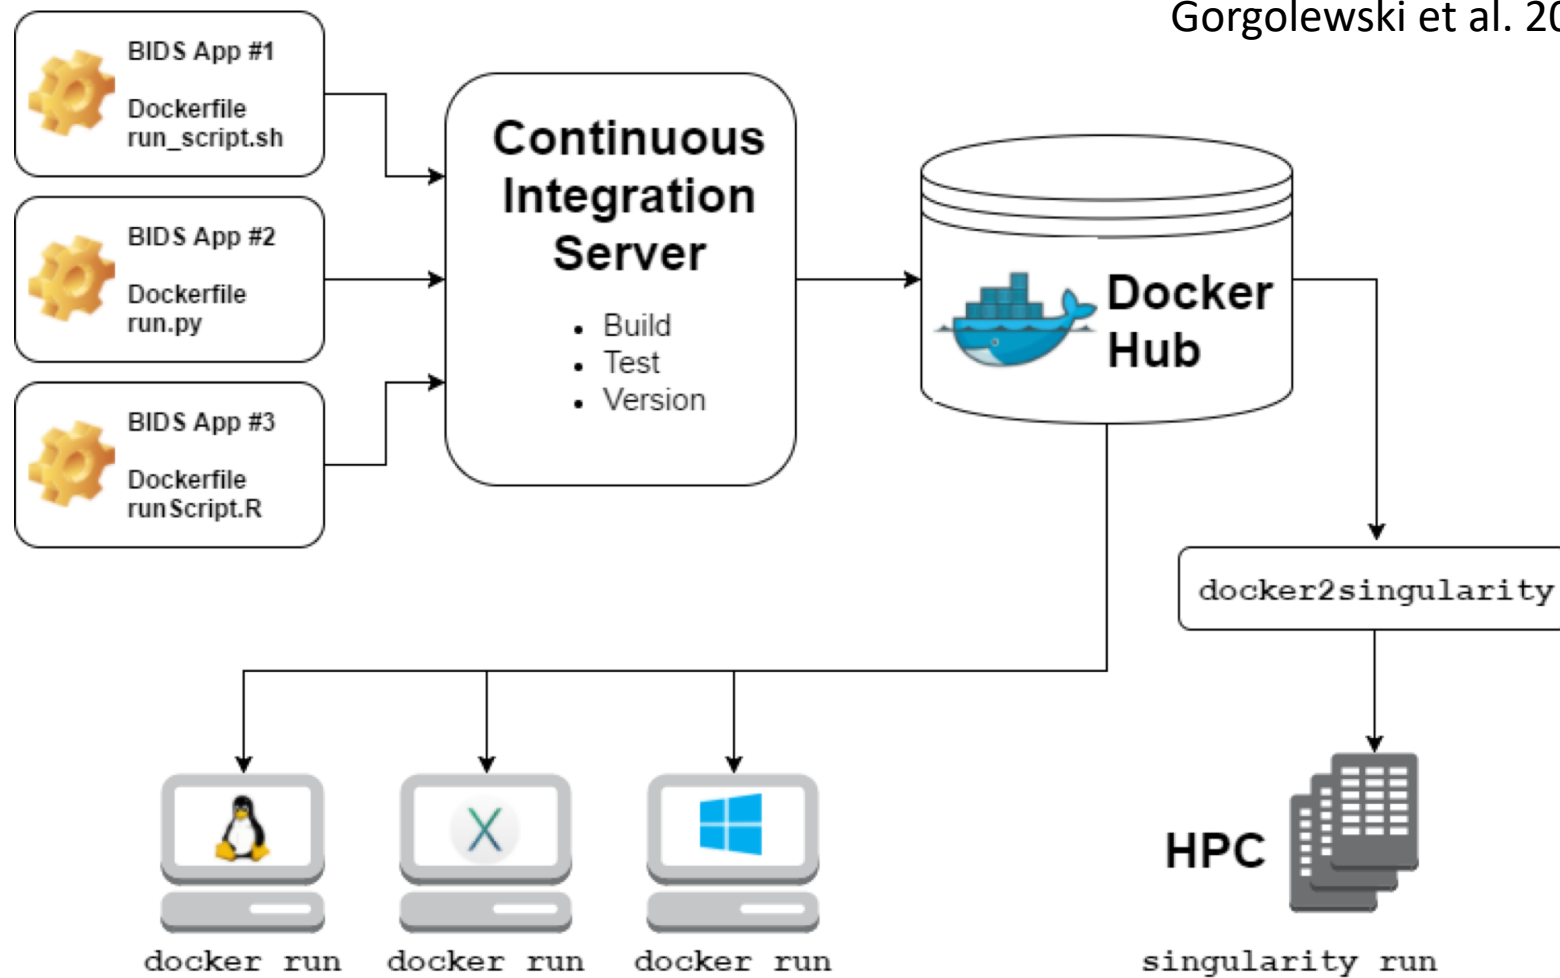 Gorgolewski et al. 20
BIDS App #1
Dockerfile
run_script.sh
BIDS App #2
Dockerfile
run.py
BIDS App #3
Dockerfile
runScript.R
Continuous
Integration
Server
• Build
• Test
• Version
Docker
Hub
docker2singularity
HPC
docker run
docker run
docker run
singularity run